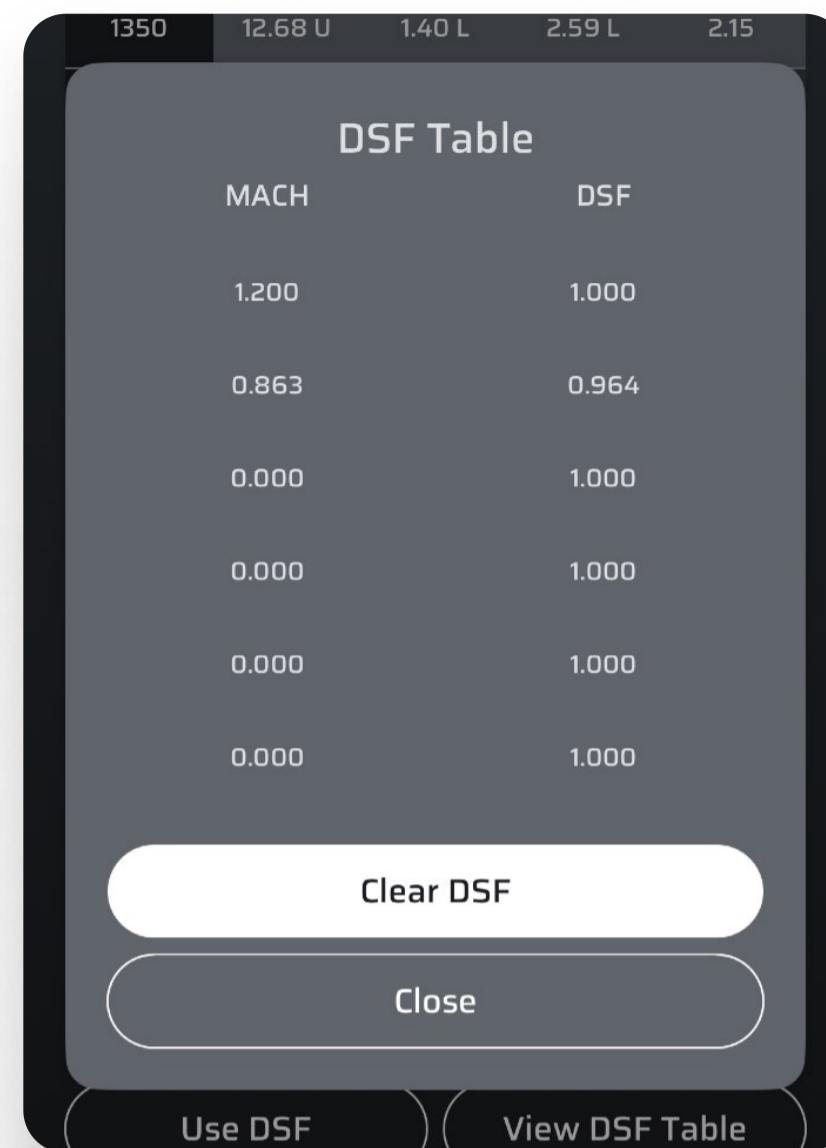 1350 12.68 U 1.40 L 2.59 L 2.15
DSF Table
MACH DSF
1.200 1.000
0.863 0.964
0.000 1.000
0.000 1.000
0.000 1.000
0.000 1.000
Clear DSF
Close
Use DSF View DSF Table